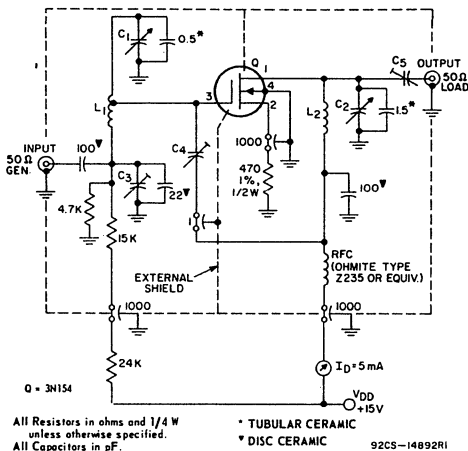 C1
0.5*
Q
1
C5
OUTPUT
50Ω
LOAD
4
3
2
L1
L2
C2
1.5*
INPUT
50Ω
GEN.
100▼
C4
1000
C3
22▼
470
1%,
1/2 W
100▼
4.7K
15K
1
RFC
(OHMITE TYPE
Z235 OR EQUIV.)
EXTERNAL
SHIELD
1000
1000
24K
ID=5mA
Q = 3N154
VDD
+15V
All Resistors in ohms and 1/4 W
unless otherwise specified.
All Capacitors in pF.
* TUBULAR CERAMIC
▼ DISC CERAMIC
92CS-14892RI